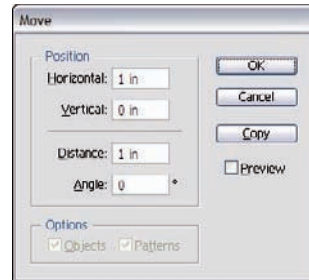 Move
Position
Horizontal: 1 in
Vertical: 0 in
Distance: 1 in
Angle: 0 °
OK
Cancel
Copy
Preview
Options
Objects Patterns